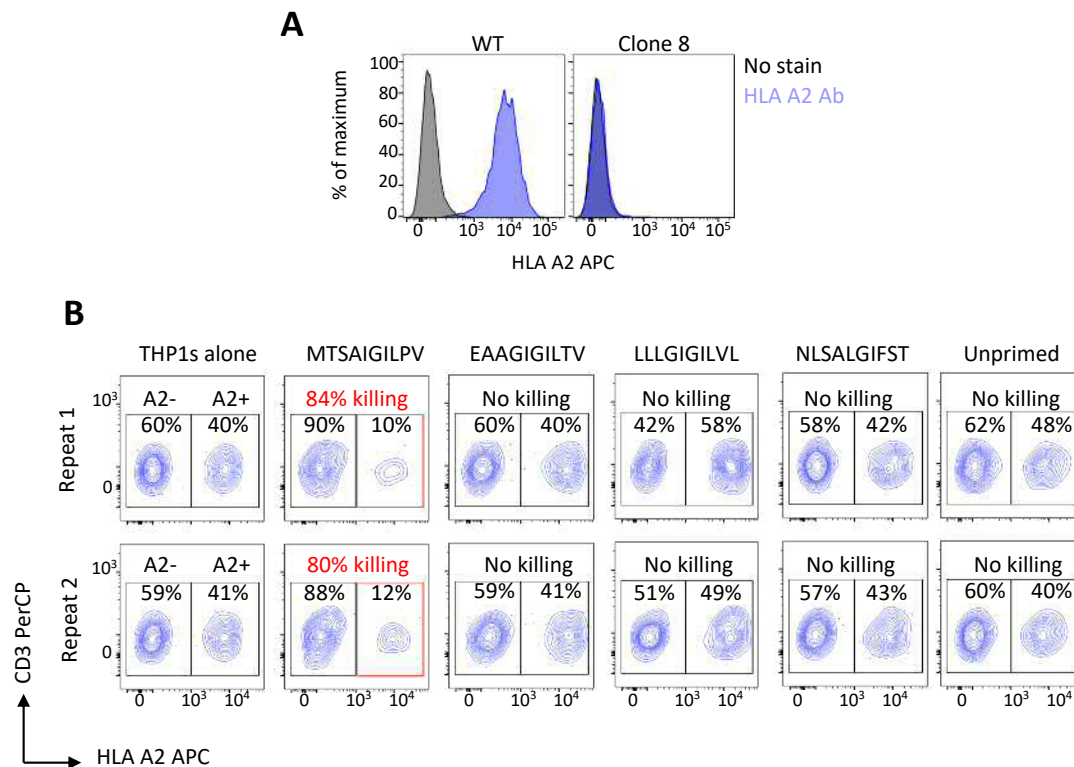 A
WT Clone 8
No stain
HLA A2 Ab
% of maximum
100
80
60
40
20
0
0 10³ 10⁴ 10⁵ 0 10³ 10⁴ 10⁵
HLA A2 APC
B
THP1s alone MTSAIGILPV EAAGIGILTV LLLGIGILVL NLSALGIFST Unprimed
Repeat 1
10³
0
A2- A2+ 84% killing No killing No killing No killing No killing
60% 40% 90% 10% 60% 40% 42% 58% 58% 42% 62% 48%
Repeat 2
10³
0
A2- A2+ 80% killing No killing No killing No killing No killing
59% 41% 88% 12% 59% 41% 51% 49% 57% 43% 60% 40%
0 10³ 10⁴ 0 10³ 10⁴ 0 10³ 10⁴ 0 10³ 10⁴ 0 10³ 10⁴ 0 10³ 10⁴
CD3 PerCP
HLA A2 APC